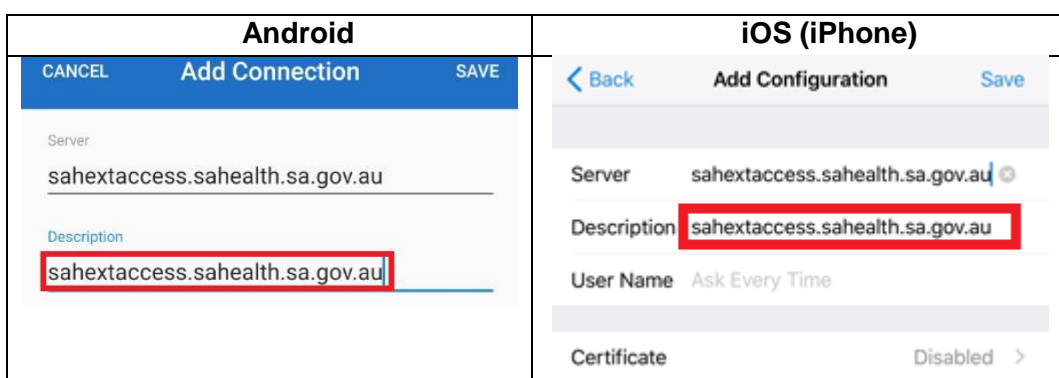 Android
iOS (iPhone)
CANCEL Add Connection SAVE
Server
sahextaccess.sahealth.sa.gov.au
Description
sahextaccess.sahealth.sa.gov.au
Back Add Configuration Save
Server sahextaccess.sahealth.sa.gov.au
Description sahextaccess.sahealth.sa.gov.au
User Name Ask Every Time
Certificate Disabled